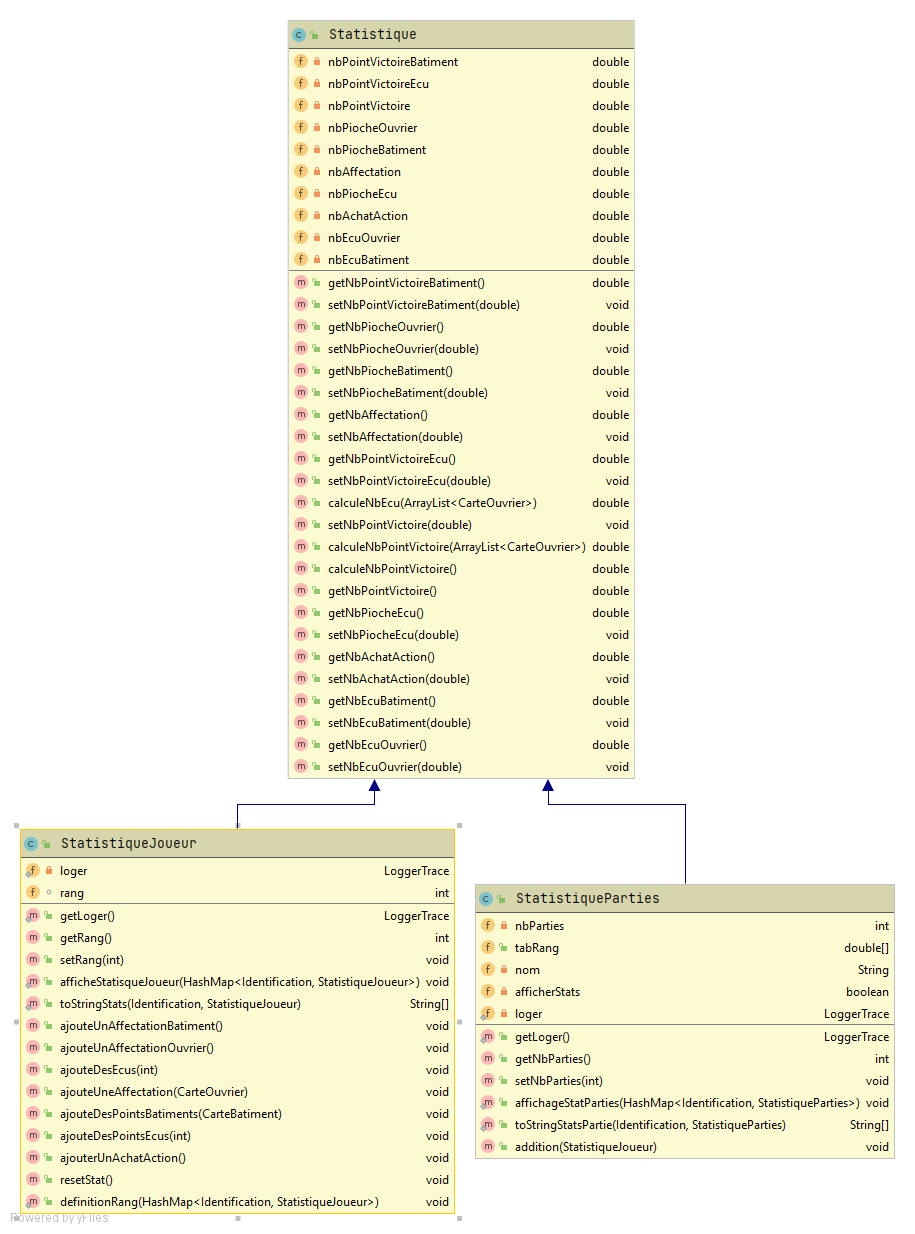 Statistique
nbPointVictoireBatiment double
nbPointVictoireEcu double
nbPointVictoire double
nbPiocheOuvrier double
nbPiocheBatiment double
nbAffectation double
nbPiocheEcu double
nbAchatAction double
nbEcuOuvrier double
nbEcuBatiment double
getNbPointVictoireBatiment() double
setNbPointVictoireBatiment(double) void
getNbPiocheOuvrier() double
setNbPiocheOuvrier(double) void
getNbPiocheBatiment() double
setNbPiocheBatiment(double) void
getNbAffectation() double
setNbAffectation(double) void
getNbPointVictoireEcu() double
setNbPointVictoireEcu(double) void
calculeNbEcu(ArrayList<CarteOuvrier>) double
setNbPointVictoire(double) void
calculeNbPointVictoire(ArrayList<CarteOuvrier>) double
calculeNbPointVictoire() double
getNbPointVictoire() double
getNbPiocheEcu() double
setNbPiocheEcu(double) void
getNbAchatAction() double
setNbAchatAction(double) void
getNbEcuBatiment() double
setNbEcuBatiment(double) void
getNbEcuOuvrier() double
setNbEcuOuvrier(double) void
StatistiqueJoueur
loger LoggerTrace
rang int
getLoger() LoggerTrace
getRang() int
setRang(int) void
afficheStatisqueJoueur(HashMap<Identification, StatistiqueJoueur>) void
toStringStats(Identification, StatistiqueJoueur) String[]
ajouteUnAffectationBatiment() void
ajouteUnAffectationOuvrier() void
ajouteDesEcus(int) void
ajouteUneAffectation(CarteOuvrier) void
ajouteDesPointsBatiments(CarteBatiment) void
ajouteDesPointsEcus(int) void
ajouterUnAchatAction() void
resetStat() void
definitionRang(HashMap<Identification, StatistiqueJoueur>) void
StatistiqueParties
nbParties int
tabRang double[]
nom String
afficherStats boolean
loger LoggerTrace
getLoger() LoggerTrace
getNbParties() int
setNbParties(int) void
affichageStatParties(HashMap<Identification, StatistiqueParties>) void
toStringStatsPartie(Identification, StatistiqueParties) String[]
addition(StatistiqueJoueur) void
Powered by yFiles